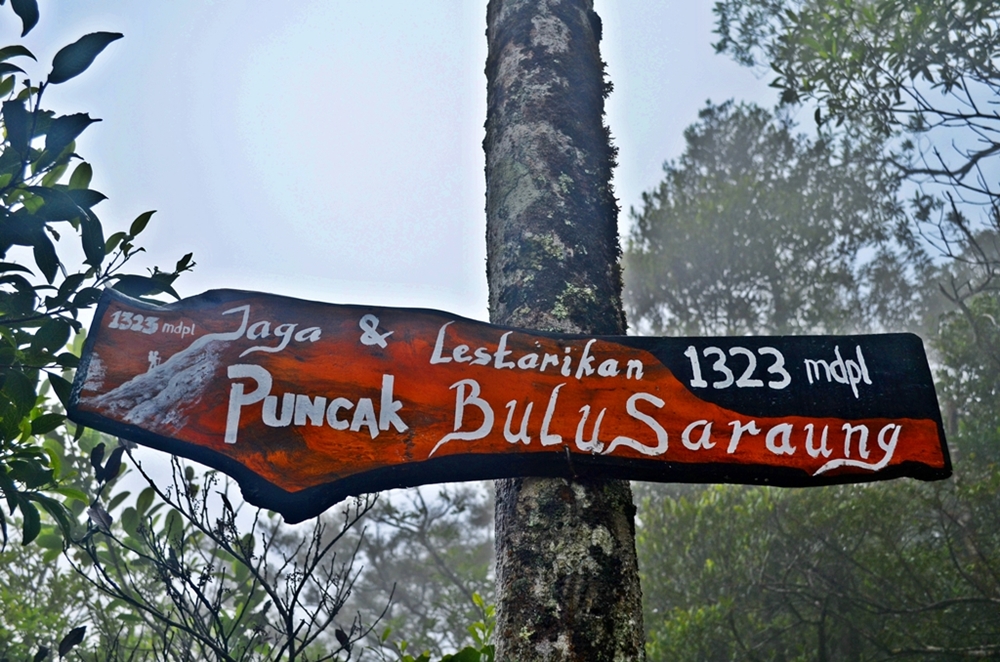 1323 mdpl
Jaga & Lestarikan 1323 mdpl
Puncak BuluSaraung